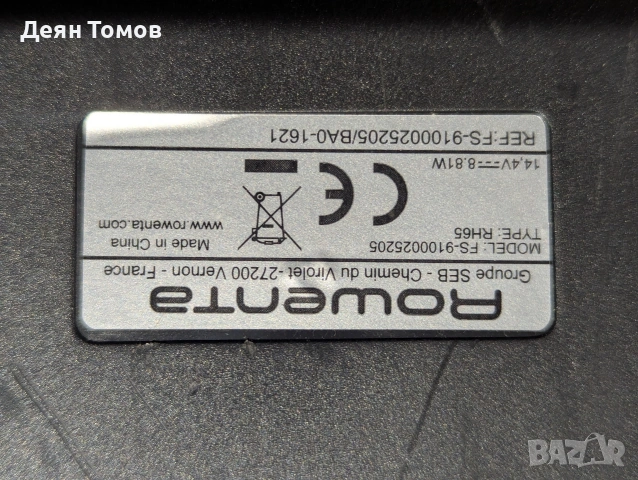 Деян Томов
Rowenta
Groupe SEB - Chemin du Virolet -27200 Vernon - France
MODEL: FS-9100025205
TYPE: RH65
Made in China
www.rowenta.com
CE
14,4V 8.81W
REF:FS-9100025205/BA0-1621
BAZAR